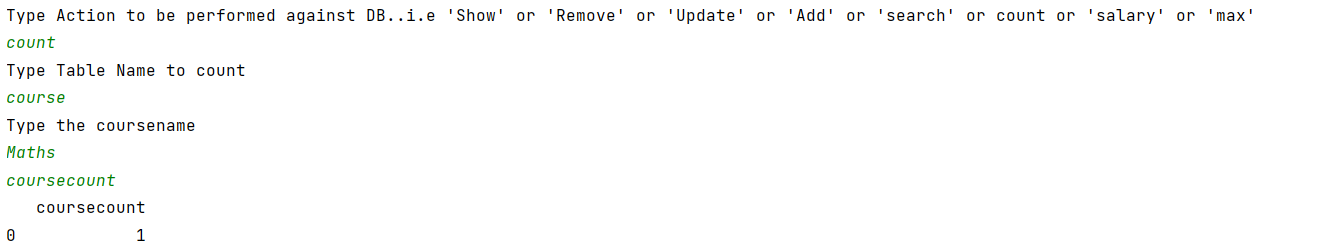 Type Action to be performed against DB..i.e 'Show' or 'Remove' or 'Update' or 'Add' or 'search' or count or 'salary' or 'max'
count
Type Table Name to count
course
Type the coursename
Maths
coursecount
   coursecount
0            1